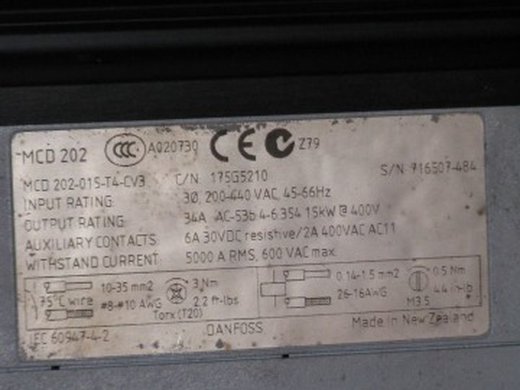 MCD 202 CCC A020730 CE C Z79
MCD 202-015-T4-CV3 C/N 175G5210 S/N 916507-484
INPUT RATING: 3Ø, 200-440 VAC, 45-66Hz
OUTPUT RATING: 34A AC-53b 4-6:354 15kW @ 400V
AUXILIARY CONTACTS: 6A 30VDC resistive/2A 400VAC AC11
WITHSTAND CURRENT: 5000 A RMS, 600 VAC max.
10-35 mm2 3 Nm 0.14-1.5 mm2 0.5 Nm
75°C wire #8-#10 AWG 2.2 ft-lbs 26-16AWG 4.4
Torx (T20) M3.5
IEC 60947-4-2 DANFOSS Made in New Zealand